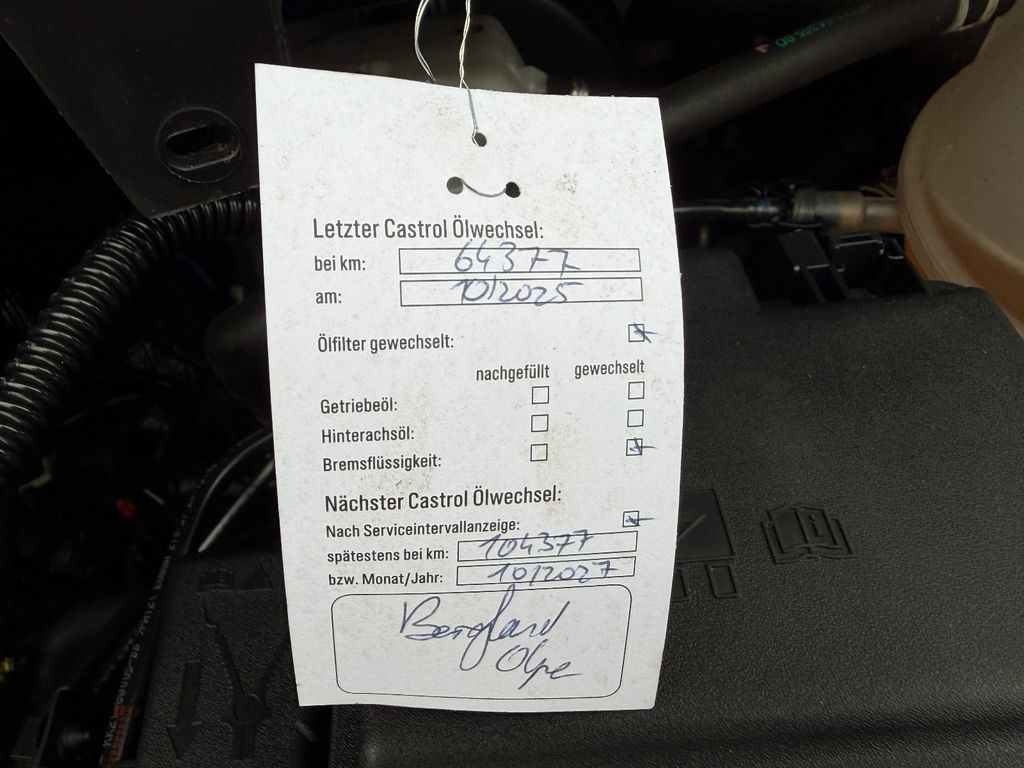 Letzter Castrol Ölwechsel:
bei km: 64377
am: 10/2025
Ölfilter gewechselt:
nachgefüllt gewechselt
Getriebeöl:
Hinterachsöl:
Bremsflüssigkeit:
Nächster Castrol Ölwechsel:
Nach Serviceintervallanzeige:
spätestens bei km: 104377
bzw. Monat/Jahr: 10/2027
Olpe